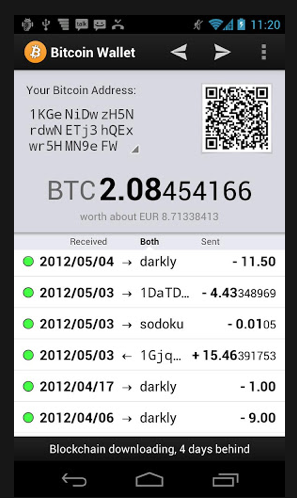 11:20
Bitcoin Wallet
Your Bitcoin Address:
1KGe NiDw zH5N
rdwN ETj3 hQEx
wr5H MN9e FW
BTC 2.08454166
worth about EUR 8.71338413
Received Both Sent
2012/05/04 → darkly - 11.50
2012/05/03 → 1DaTD... - 4.43348969
2012/05/03 → sodoku - 0.0105
2012/05/03 ← 1Gjq... + 15.46391753
2012/04/17 → darkly - 1.00
2012/04/06 → darkly - 9.00
Blockchain downloading, 4 days behind